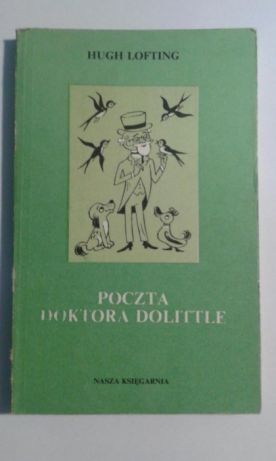 HUGH LOFTING
POCZTA
DOKTORA DOLITTLE
NASZA KSIĘGARNIA